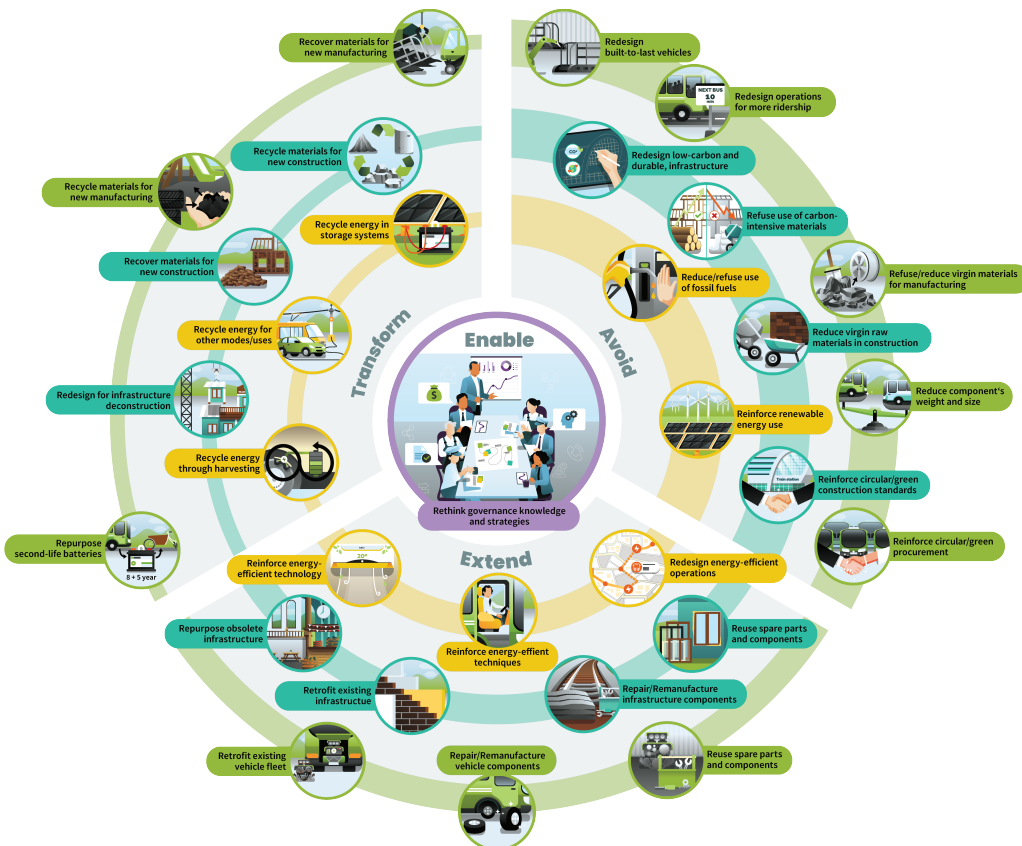 Recover materials for
new manufacturing
Redesign
built-to-last vehicles
NEXT BUS
10
min
Redesign operations
for more ridership
Recycle materials for
new construction
CO²
Redesign low-carbon and
durable, infrastructure
Recycle materials for
new manufacturing
Recycle energy in
storage systems
Refuse use of carbon-
intensive materials
Recover materials for
new construction
Reduce/refuse use
of fossil fuels
Refuse/reduce virgin materials
for manufacturing
Recycle energy for
other modes/uses
Reduce virgin raw
materials in construction
Transform
Enable
Avoid
$
Redesign for infrastructure
deconstruction
Reduce component's
weight and size
Reinforce renewable
energy use
Recycle energy
through harvesting
Train station
Reinforce circular/green
construction standards
Rethink governance knowledge
and strategies
Repurpose
second-life batteries
8 + 5 year
Reinforce circular/green
procurement
Extend
Reinforce energy-
efficient technology
20°
Redesign energy-efficient
operations
Repurpose obsolete
infrastructure
Reinforce energy-effient
techniques
Reuse spare parts
and components
Retrofit existing
infrastructue
Repair/Remanufacture
infrastructure components
Retrofit existing
vehicle fleet
Repair/Remanufacture
vehicle components
Reuse spare parts
and components